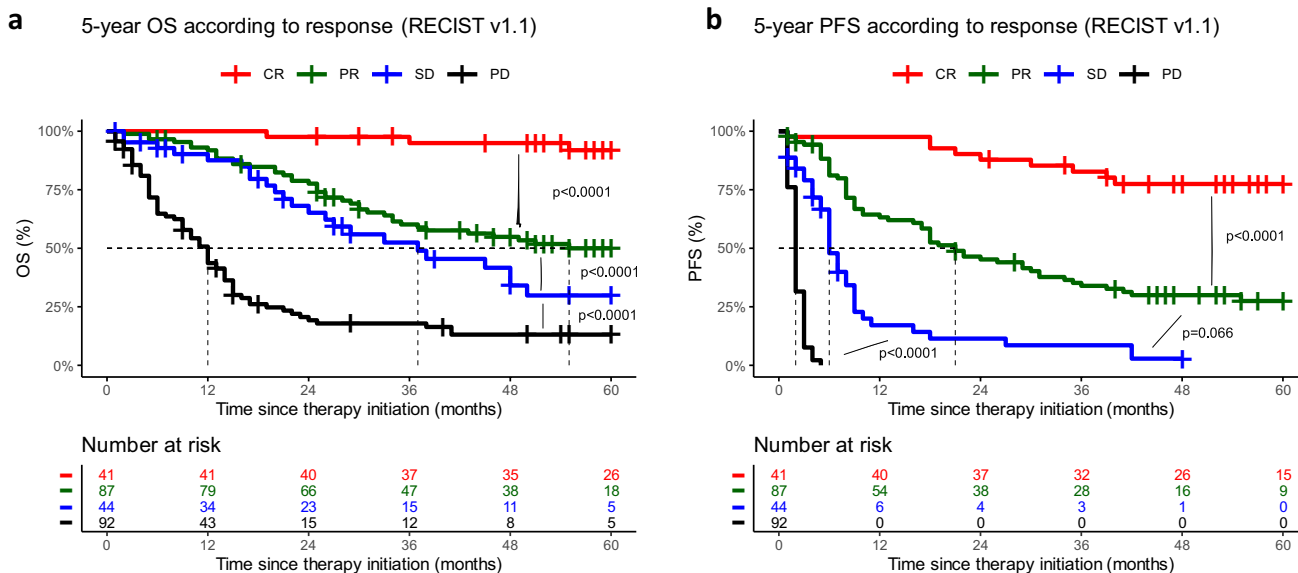 a
5-year OS according to response (RECIST v1.1)
CR PR SD PD
100%
75%
50%
25%
0%
OS (%)
p<0.0001
p<0.0001
p<0.0001
0 12 24 36 48 60
Time since therapy initiation (months)
Number at risk
41 41 40 37 35 26
87 79 66 47 38 18
44 34 23 15 11 5
92 43 15 12 8 5
0 12 24 36 48 60
Time since therapy initiation (months)
b
5-year PFS according to response (RECIST v1.1)
CR PR SD PD
100%
75%
50%
25%
0%
PFS (%)
p<0.0001
p=0.066
p<0.0001
0 12 24 36 48 60
Time since therapy initiation (months)
Number at risk
41 40 37 32 26 15
87 54 38 28 16 9
44 6 4 3 1 0
92 0 0 0 0 0
0 12 24 36 48 60
Time since therapy initiation (months)